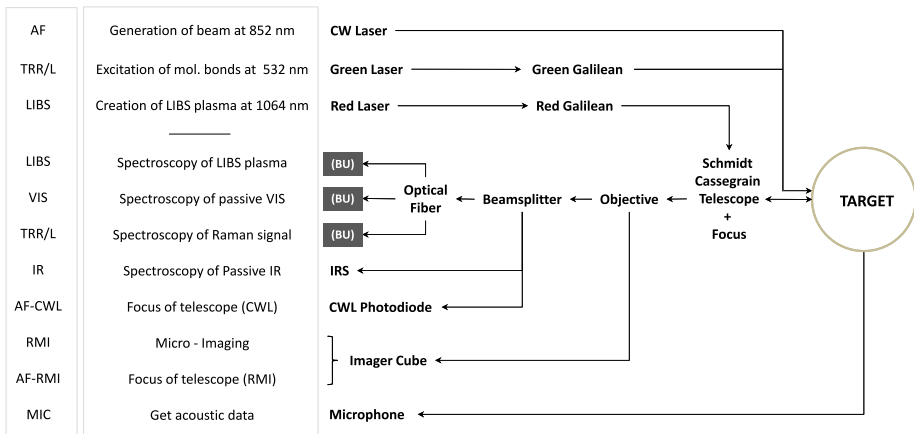 AF Generation of beam at 852 nm CW Laser
TRR/L Excitation of mol. bonds at 532 nm Green Laser Green Galilean
LIBS Creation of LIBS plasma at 1064 nm Red Laser Red Galilean
LIBS Spectroscopy of LIBS plasma (BU)
VIS Spectroscopy of passive VIS (BU)
TRR/L Spectroscopy of Raman signal (BU)
Optical
Fiber
Beamsplitter
Objective
Schmidt
Cassegrain
Telescope
+
Focus
TARGET
IR Spectroscopy of Passive IR IRS
AF-CWL Focus of telescope (CWL) CWL Photodiode
RMI Micro - Imaging
Imager Cube
AF-RMI Focus of telescope (RMI)
MIC Get acoustic data Microphone